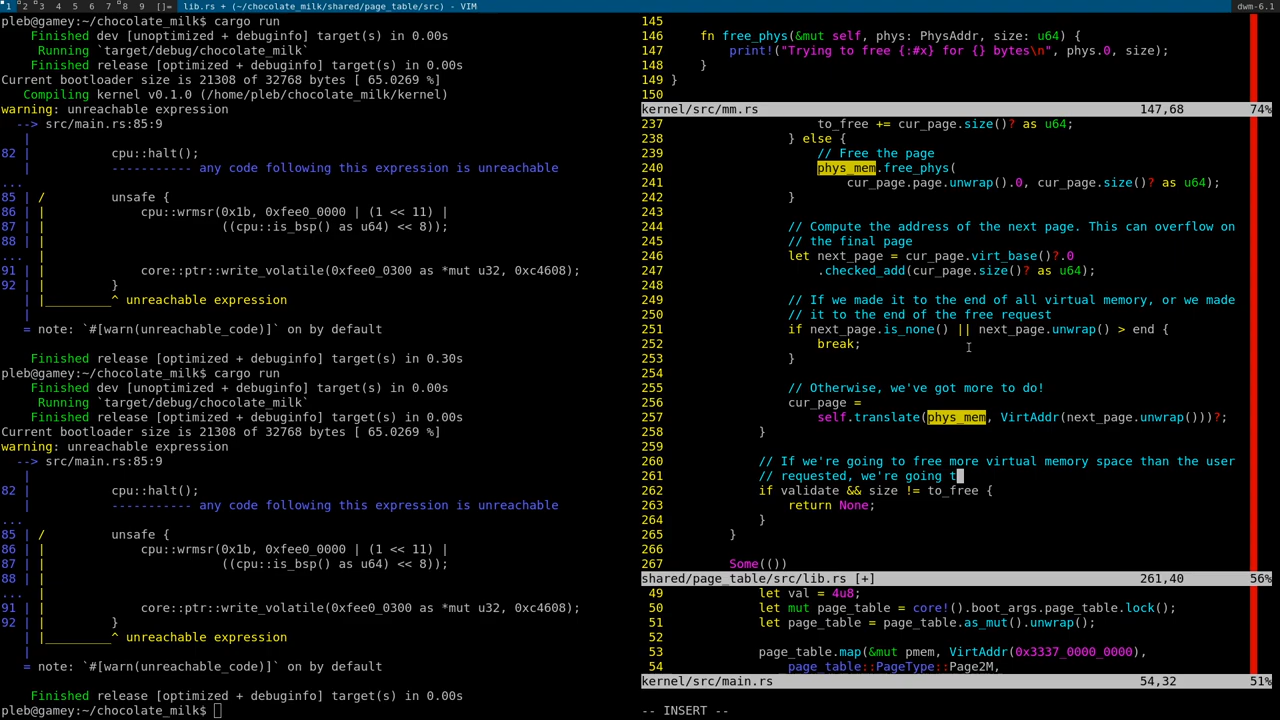 1 2 3 4 5 6 7 8 9 []= lib.rs + (~/chocolate_milk/shared/page_table/src) - VIM dwm-6.1
pleb@gamey:~/chocolate_milk$ cargo run
Finished dev [unoptimized + debuginfo] target(s) in 0.00s
Running `target/debug/chocolate_milk`
Finished release [optimized + debuginfo] target(s) in 0.00s
Current bootloader size is 21308 of 32768 bytes [ 65.0269 %]
Compiling kernel v0.1.0 (/home/pleb/chocolate_milk/kernel)
warning: unreachable expression
--> src/main.rs:85:9
|
82 | cpu::halt();
| ----------- any code following this expression is unreachable
...
85 | / unsafe {
86 | | cpu::wrmsr(0x1b, 0xfee0_0000 | (1 << 11) |
87 | | ((cpu::is_bsp() as u64) << 8));
88 | |
... |
91 | | core::ptr::write_volatile(0xfee0_0300 as *mut u32, 0xc4608);
92 | | }
| |_________^ unreachable expression
|
= note: `#[warn(unreachable_code)]` on by default
Finished release [optimized + debuginfo] target(s) in 0.30s
pleb@gamey:~/chocolate_milk$ cargo run
Finished dev [unoptimized + debuginfo] target(s) in 0.00s
Running `target/debug/chocolate_milk`
Finished release [optimized + debuginfo] target(s) in 0.00s
Current bootloader size is 21308 of 32768 bytes [ 65.0269 %]
warning: unreachable expression
--> src/main.rs:85:9
|
82 | cpu::halt();
| ----------- any code following this expression is unreachable
...
85 | / unsafe {
86 | | cpu::wrmsr(0x1b, 0xfee0_0000 | (1 << 11) |
87 | | ((cpu::is_bsp() as u64) << 8));
88 | |
... |
91 | | core::ptr::write_volatile(0xfee0_0300 as *mut u32, 0xc4608);
92 | | }
| |_________^ unreachable expression
|
= note: `#[warn(unreachable_code)]` on by default
Finished release [optimized + debuginfo] target(s) in 0.00s
pleb@gamey:~/chocolate_milk$
145
146 fn free_phys(&mut self, phys: PhysAddr, size: u64) {
147 print!("Trying to free {:#x} for {} bytes\n", phys.0, size);
148 }
149 }
150
kernel/src/mm.rs 147,68 74%
237 to_free += cur_page.size()? as u64;
238 } else {
239 // Free the page
240 phys_mem.free_phys(
241 cur_page.page.unwrap().0, cur_page.size()? as u64);
242 }
243
244 // Compute the address of the next page. This can overflow on
245 // the final page
246 let next_page = cur_page.virt_base()?.0
247 .checked_add(cur_page.size()? as u64);
248
249 // If we made it to the end of all virtual memory, or we made
250 // it to the end of the free request
251 if next_page.is_none() || next_page.unwrap() > end {
252 break;
253 }
254
255 // Otherwise, we've got more to do!
256 cur_page =
257 self.translate(phys_mem, VirtAddr(next_page.unwrap()))?;
258 }
259
260 // If we're going to free more virtual memory space than the user
261 // requested, we're going t
262 if validate && size != to_free {
263 return None;
264 }
265 }
266
267 Some(())
shared/page_table/src/lib.rs [+] 261,40 56%
49 let val = 4u8;
50 let mut page_table = core!().boot_args.page_table.lock();
51 let page_table = page_table.as_mut().unwrap();
52
53 page_table.map(&mut pmem, VirtAddr(0x3337_0000_0000),
54 page_table::PageType::Page2M,
kernel/src/main.rs 54,32 51%
-- INSERT --